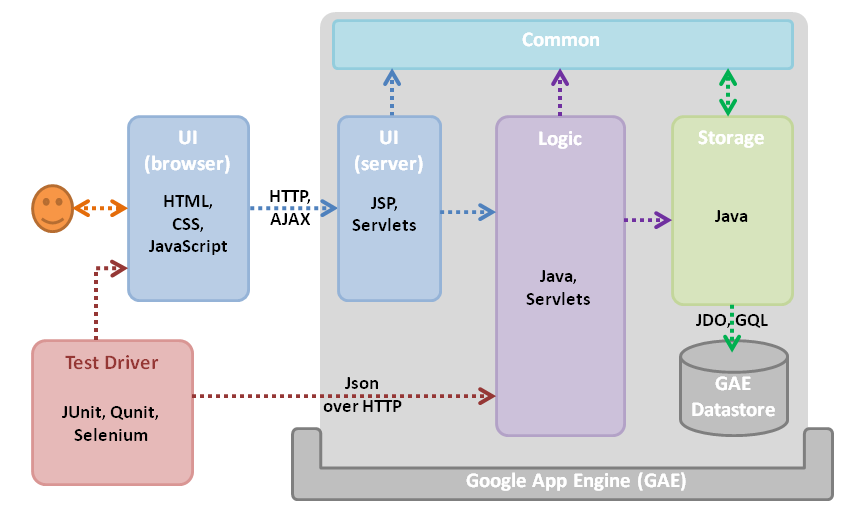 Common
UI
(browser)
HTML,
CSS,
JavaScript
HTTP,
AJAX
UI
(server)
JSP,
Servlets
Logic
Java,
Servlets
Storage
Java
JDO, GQL
GAE
Datastore
Test Driver
JUnit, Qunit,
Selenium
Json
over HTTP
Google App Engine (GAE)